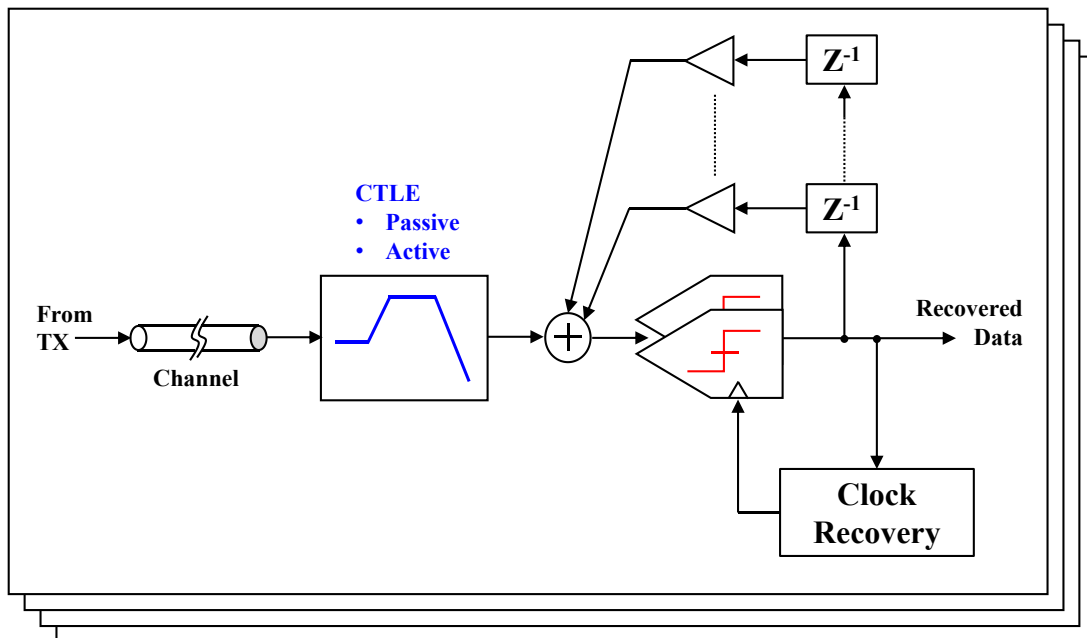 Z-1
Z-1
CTLE
• Passive
• Active
From
TX
Channel
Recovered
Data
Clock
Recovery